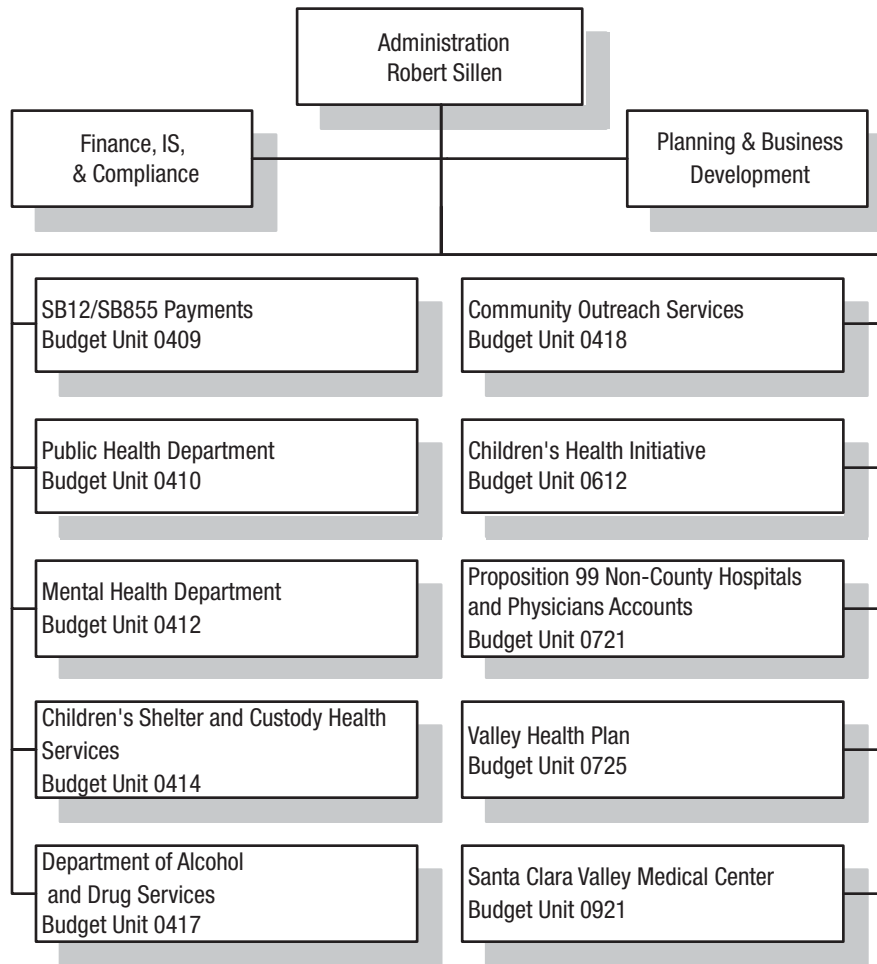 Administration
Robert Sillen
Finance, IS,
& Compliance
Planning & Business
Development
SB12/SB855 Payments
Budget Unit 0409
Community Outreach Services
Budget Unit 0418
Public Health Department
Budget Unit 0410
Children's Health Initiative
Budget Unit 0612
Mental Health Department
Budget Unit 0412
Proposition 99 Non-County Hospitals
and Physicians Accounts
Budget Unit 0721
Children's Shelter and Custody Health
Services
Budget Unit 0414
Valley Health Plan
Budget Unit 0725
Department of Alcohol
and Drug Services
Budget Unit 0417
Santa Clara Valley Medical Center
Budget Unit 0921